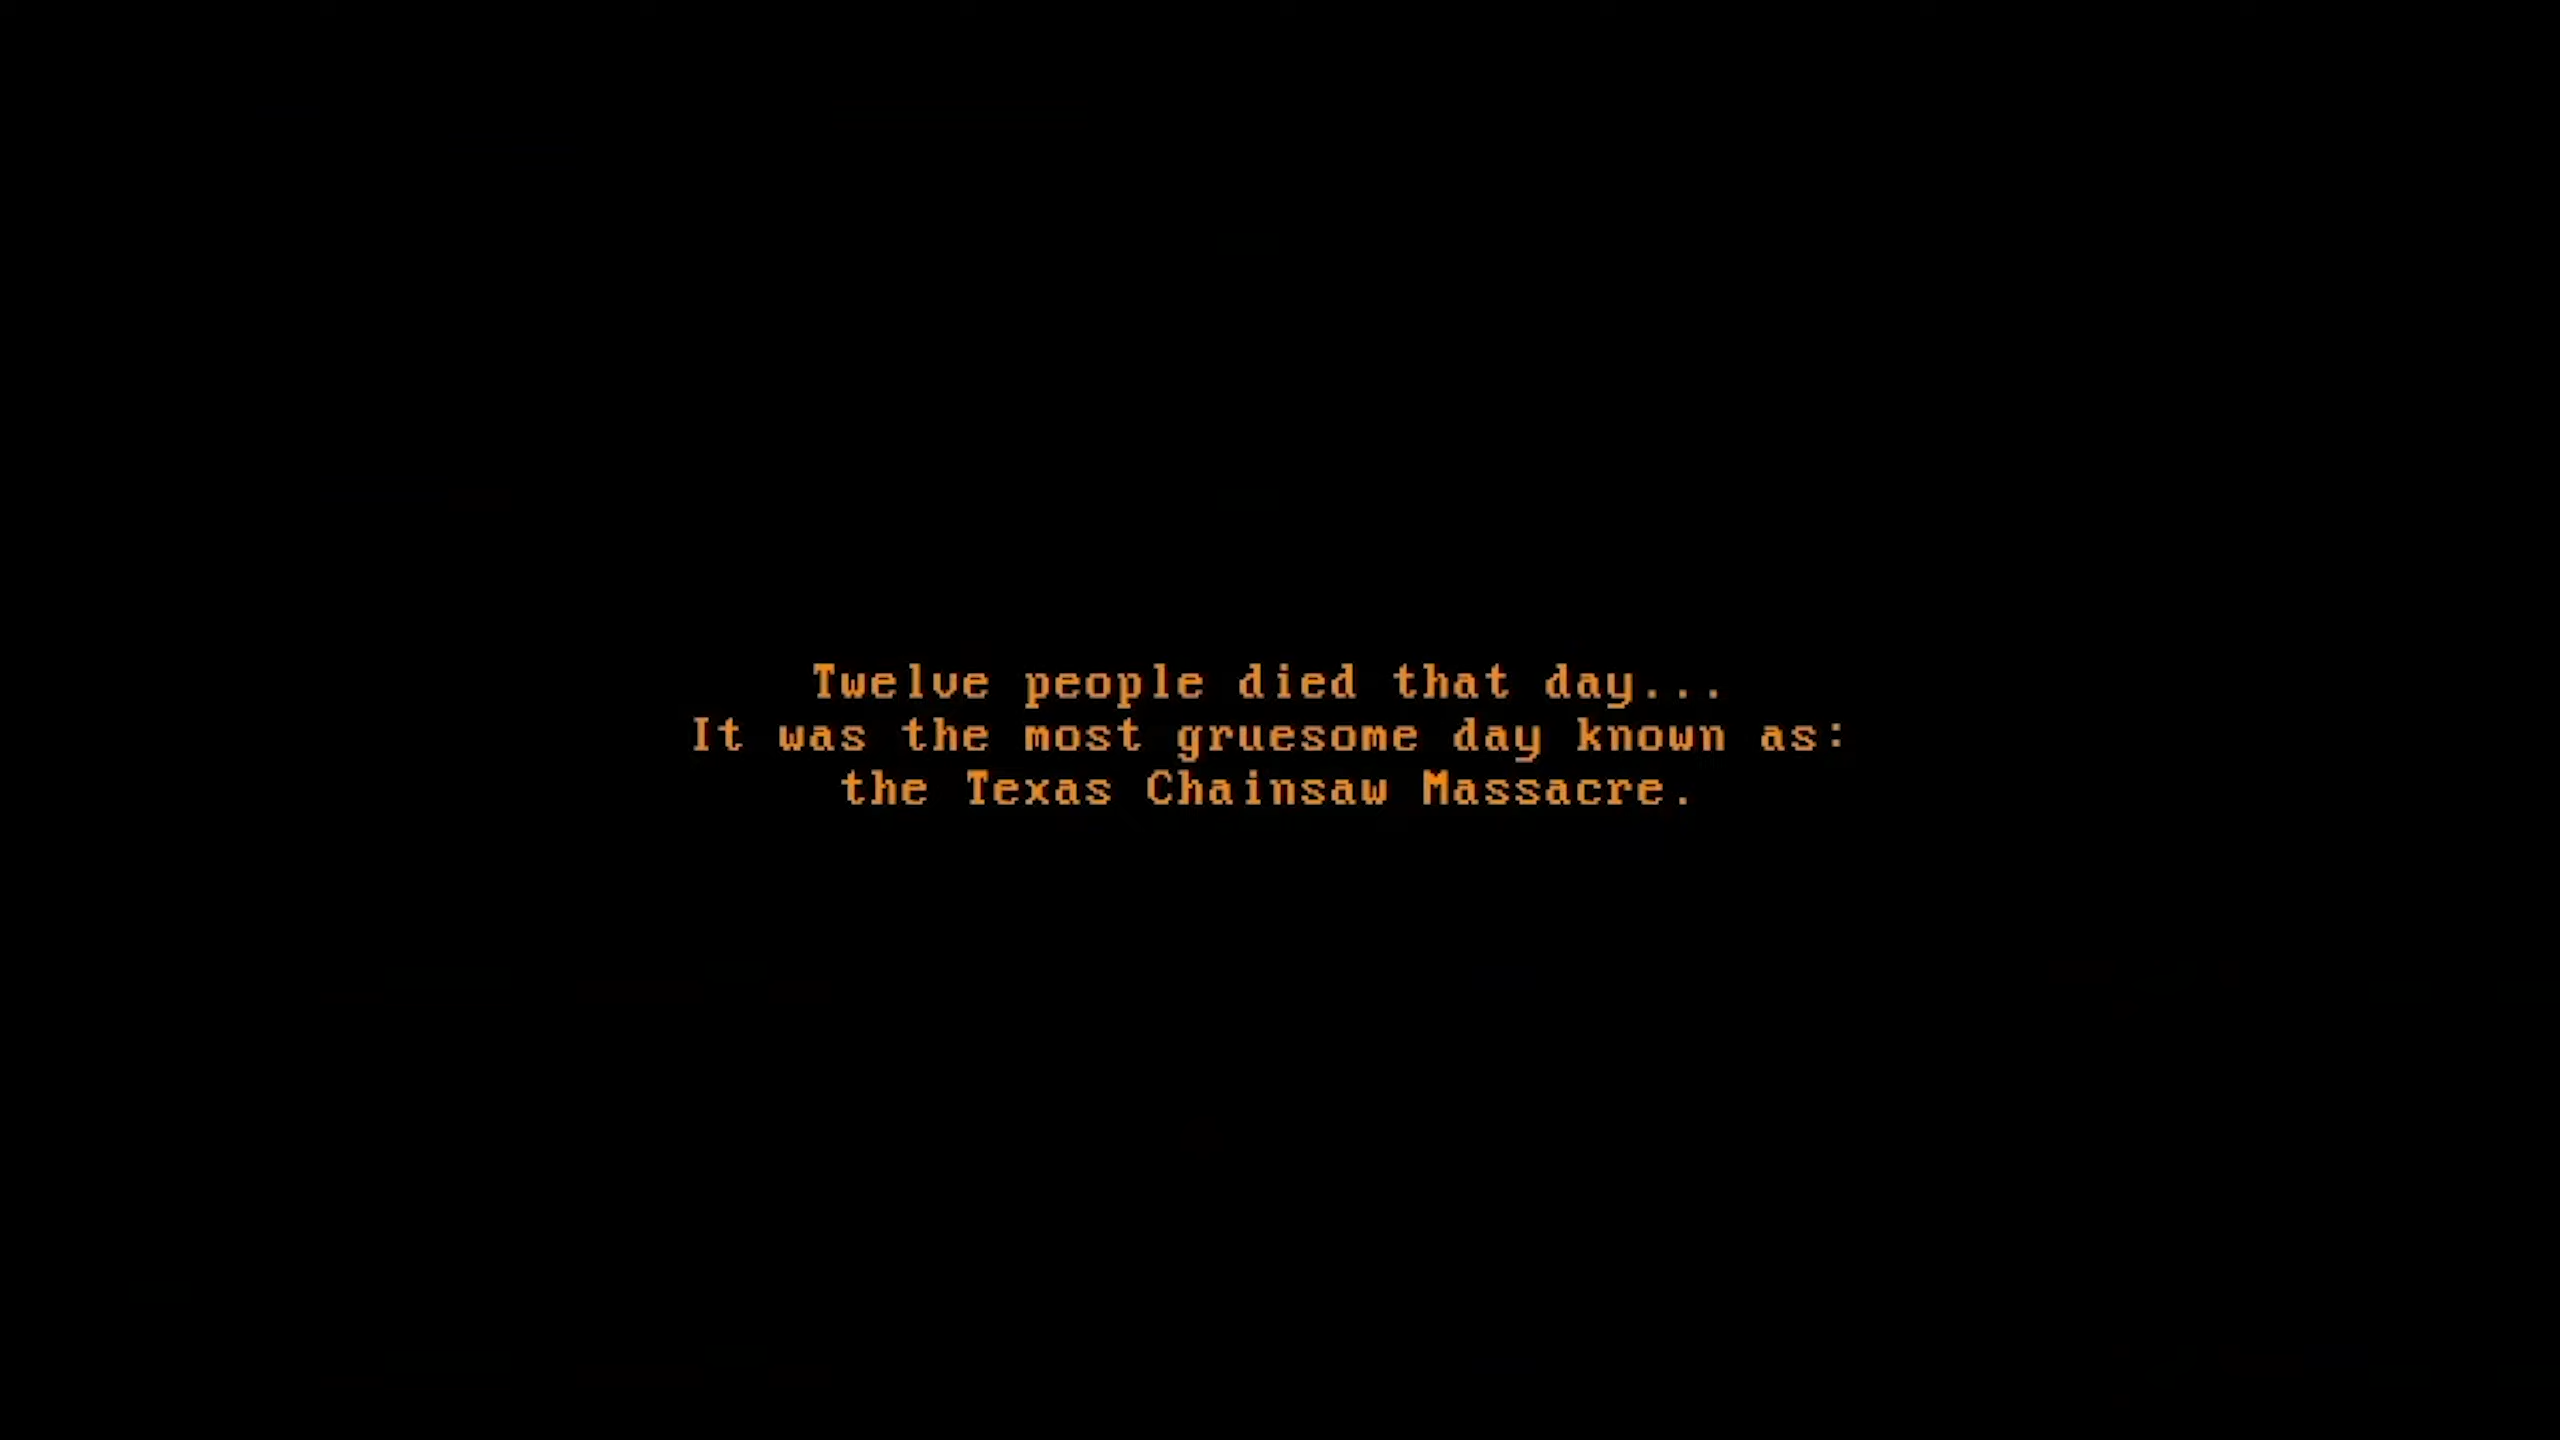 Twelve people died that day...
It was the most gruesome day known as:
the Texas Chainsaw Massacre.